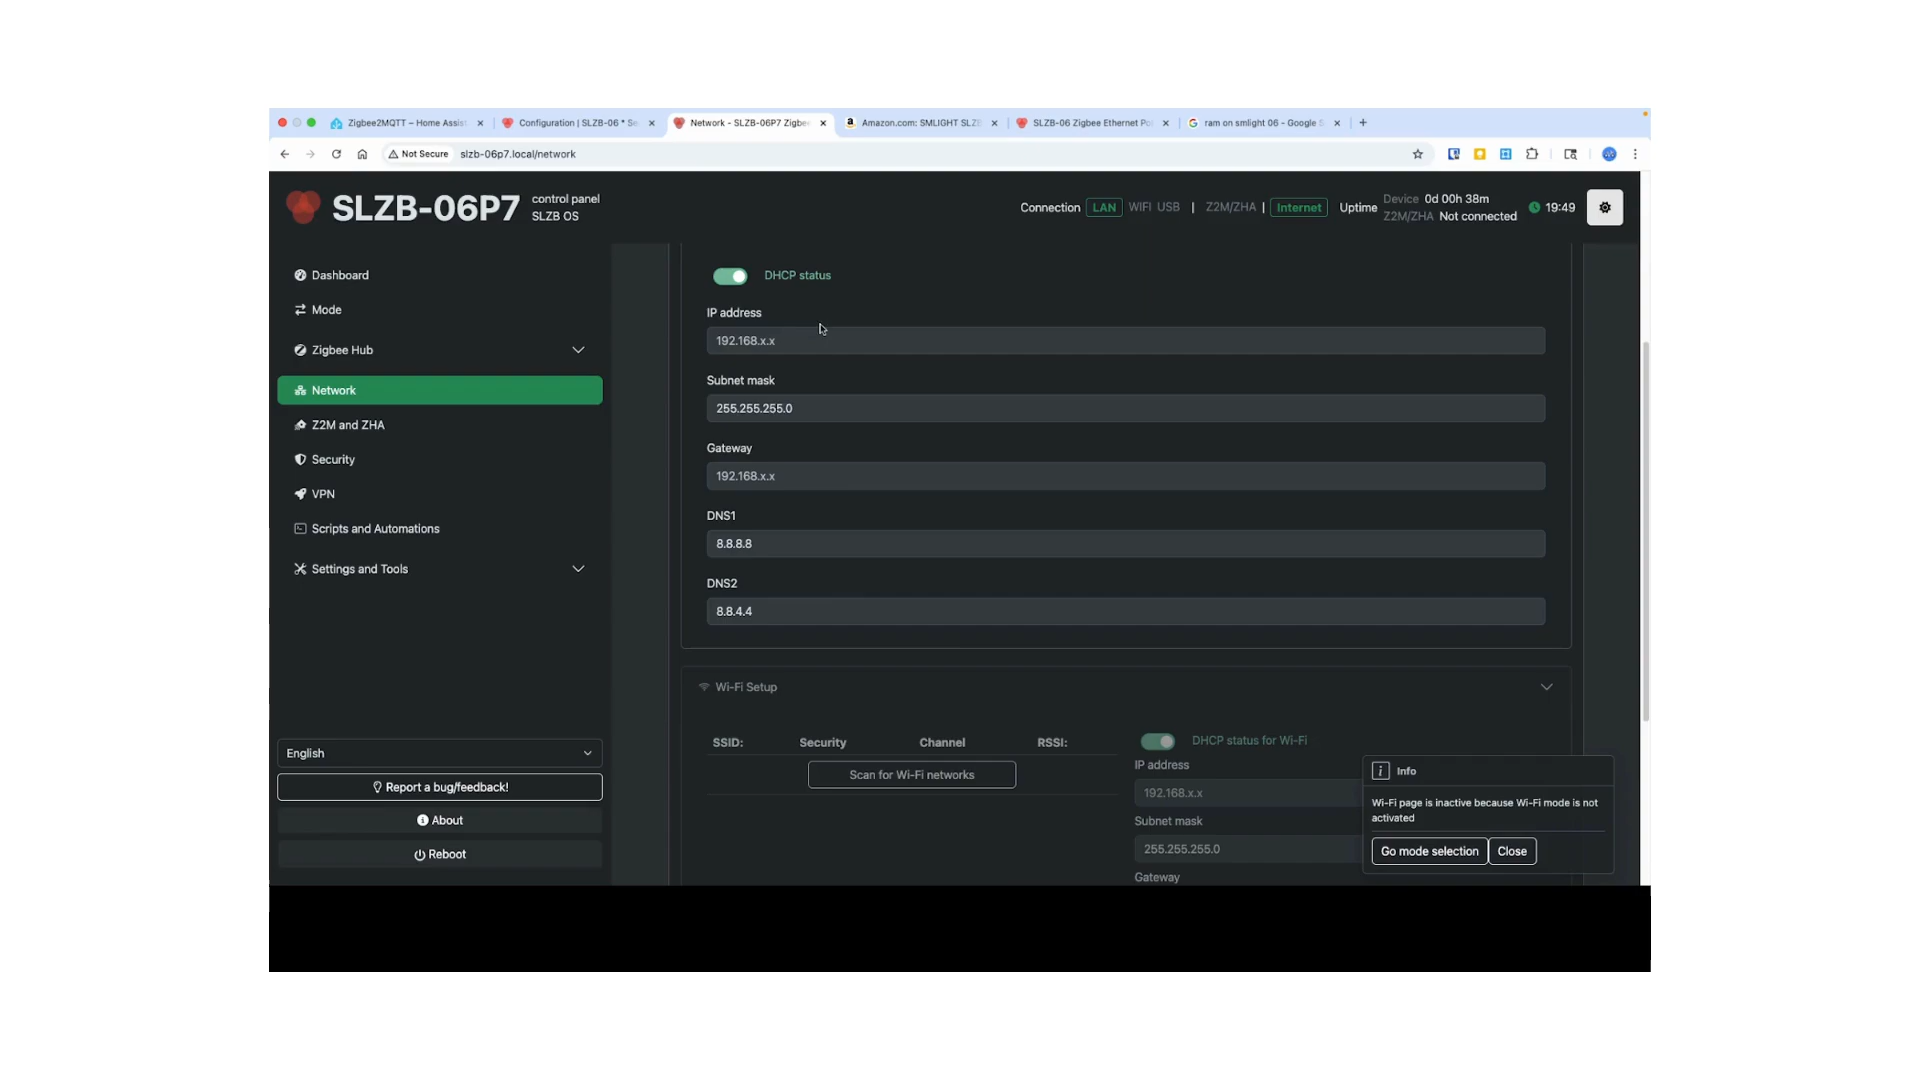 Zigbee2MQTT – Home Assist
Configuration | SLZB-06 * Se
Network - SLZB-06P7 Zigbe
Amazon.com: SMLIGHT SLZB
SLZB-06 Zigbee Ethernet Po
ram on smlight 06 - Google S
Not Secure
slzb-06p7.local/network
SLZB-06P7
control panel
SLZB OS
Connection LAN WIFI USB | Z2M/ZHA | Internet Uptime
Device 0d 00h 38m
Z2M/ZHA Not connected
19:49
Dashboard
Mode
Zigbee Hub
Network
Z2M and ZHA
Security
VPN
Scripts and Automations
Settings and Tools
English
Report a bug/feedback!
About
Reboot
DHCP status
IP address
192.168.x.x
Subnet mask
255.255.255.0
Gateway
192.168.x.x
DNS1
8.8.8.8
DNS2
8.8.4.4
Wi-Fi Setup
SSID: Security Channel RSSI:
Scan for Wi-Fi networks
DHCP status for Wi-Fi
IP address
192.168.x.x
Subnet mask
255.255.255.0
Gateway
Info
Wi-Fi page is inactive because Wi-Fi mode is not
activated
Go mode selection
Close